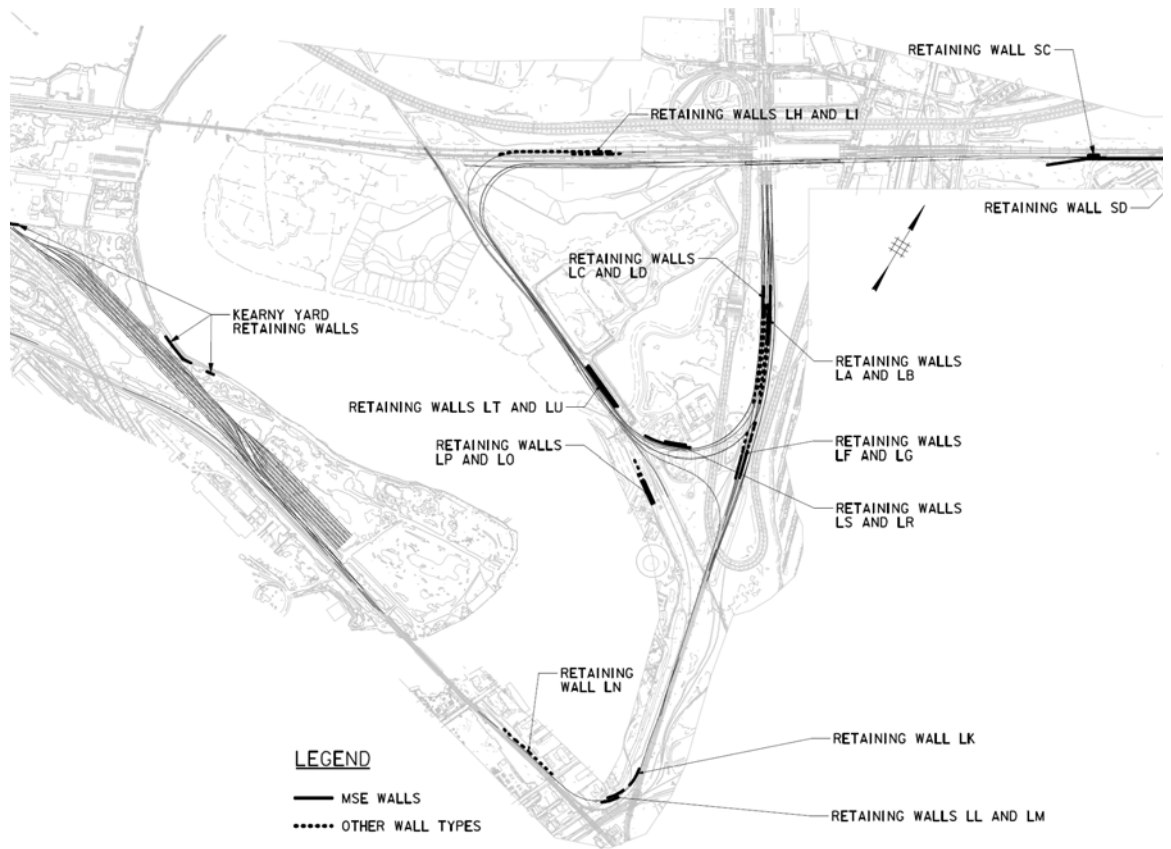 RETAINING WALL SC
RETAINING WALLS LH AND LI
RETAINING WALL SD
RETAINING WALLS
LC AND LD
KEARNY YARD
RETAINING WALLS
RETAINING WALLS
LA AND LB
RETAINING WALLS LT AND LU
RETAINING WALLS
LP AND LO
RETAINING WALLS
LF AND LG
RETAINING WALLS
LS AND LR
RETAINING
WALL LN
RETAINING WALL LK
LEGEND
MSE WALLS
RETAINING WALLS LL AND LM
OTHER WALL TYPES